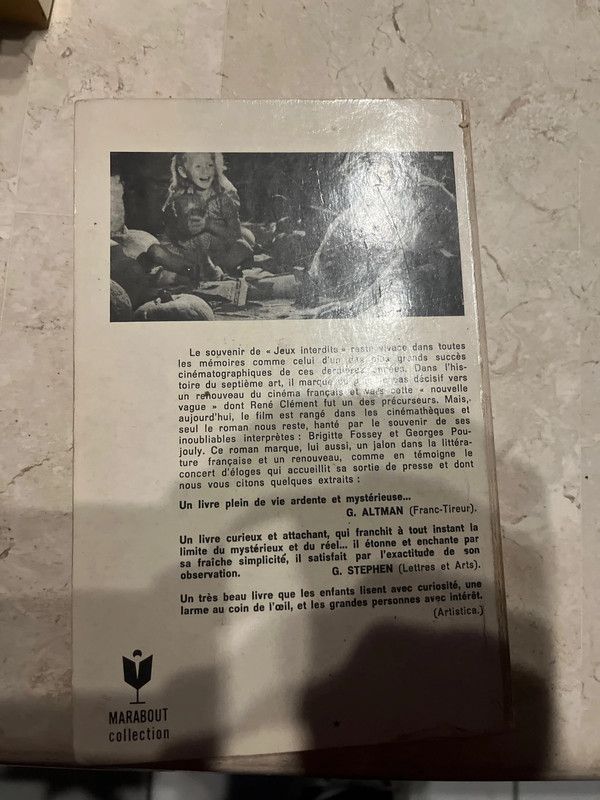 Le souvenir de « Jeux interdits » reste vivace dans toutes
les mémoires comme celui d'un des plus grands succès
cinématographiques de ces dernières années. Dans l'his-
toire du septième art, il marque pas décisif vers
un renouveau du cinéma français et vers cette « nouvelle
vague » dont René Clément fut un des précurseurs. Mais,
aujourd'hui, le film est rangé dans les cinémathèques et
seul le roman nous reste, hanté par le souvenir de ses
inoubliables interprètes : Brigitte Fossey et Georges Pou-
jouly. Ce roman marque, lui aussi, un jalon dans la littéra-
ture française et un renouveau, comme en témoigne le
concert d'éloges qui accueillit sa sortie de presse et dont
nous vous citons quelques extraits :
Un livre plein de vie ardente et mystérieuse...
G. ALTMAN (Franc-Tireur).
Un livre curieux et attachant, qui franchit à tout instant la
limite du mystérieux et du réel... il étonne et enchante par
sa fraîche simplicité, il satisfait par l'exactitude de son
observation. G. STEPHEN (Lettres et Arts).
Un très beau livre que les enfants lisent avec curiosité, une
larme au coin de l'œil, et les grandes personnes avec intérêt.
(Artistica.)
MARABOUT
collection